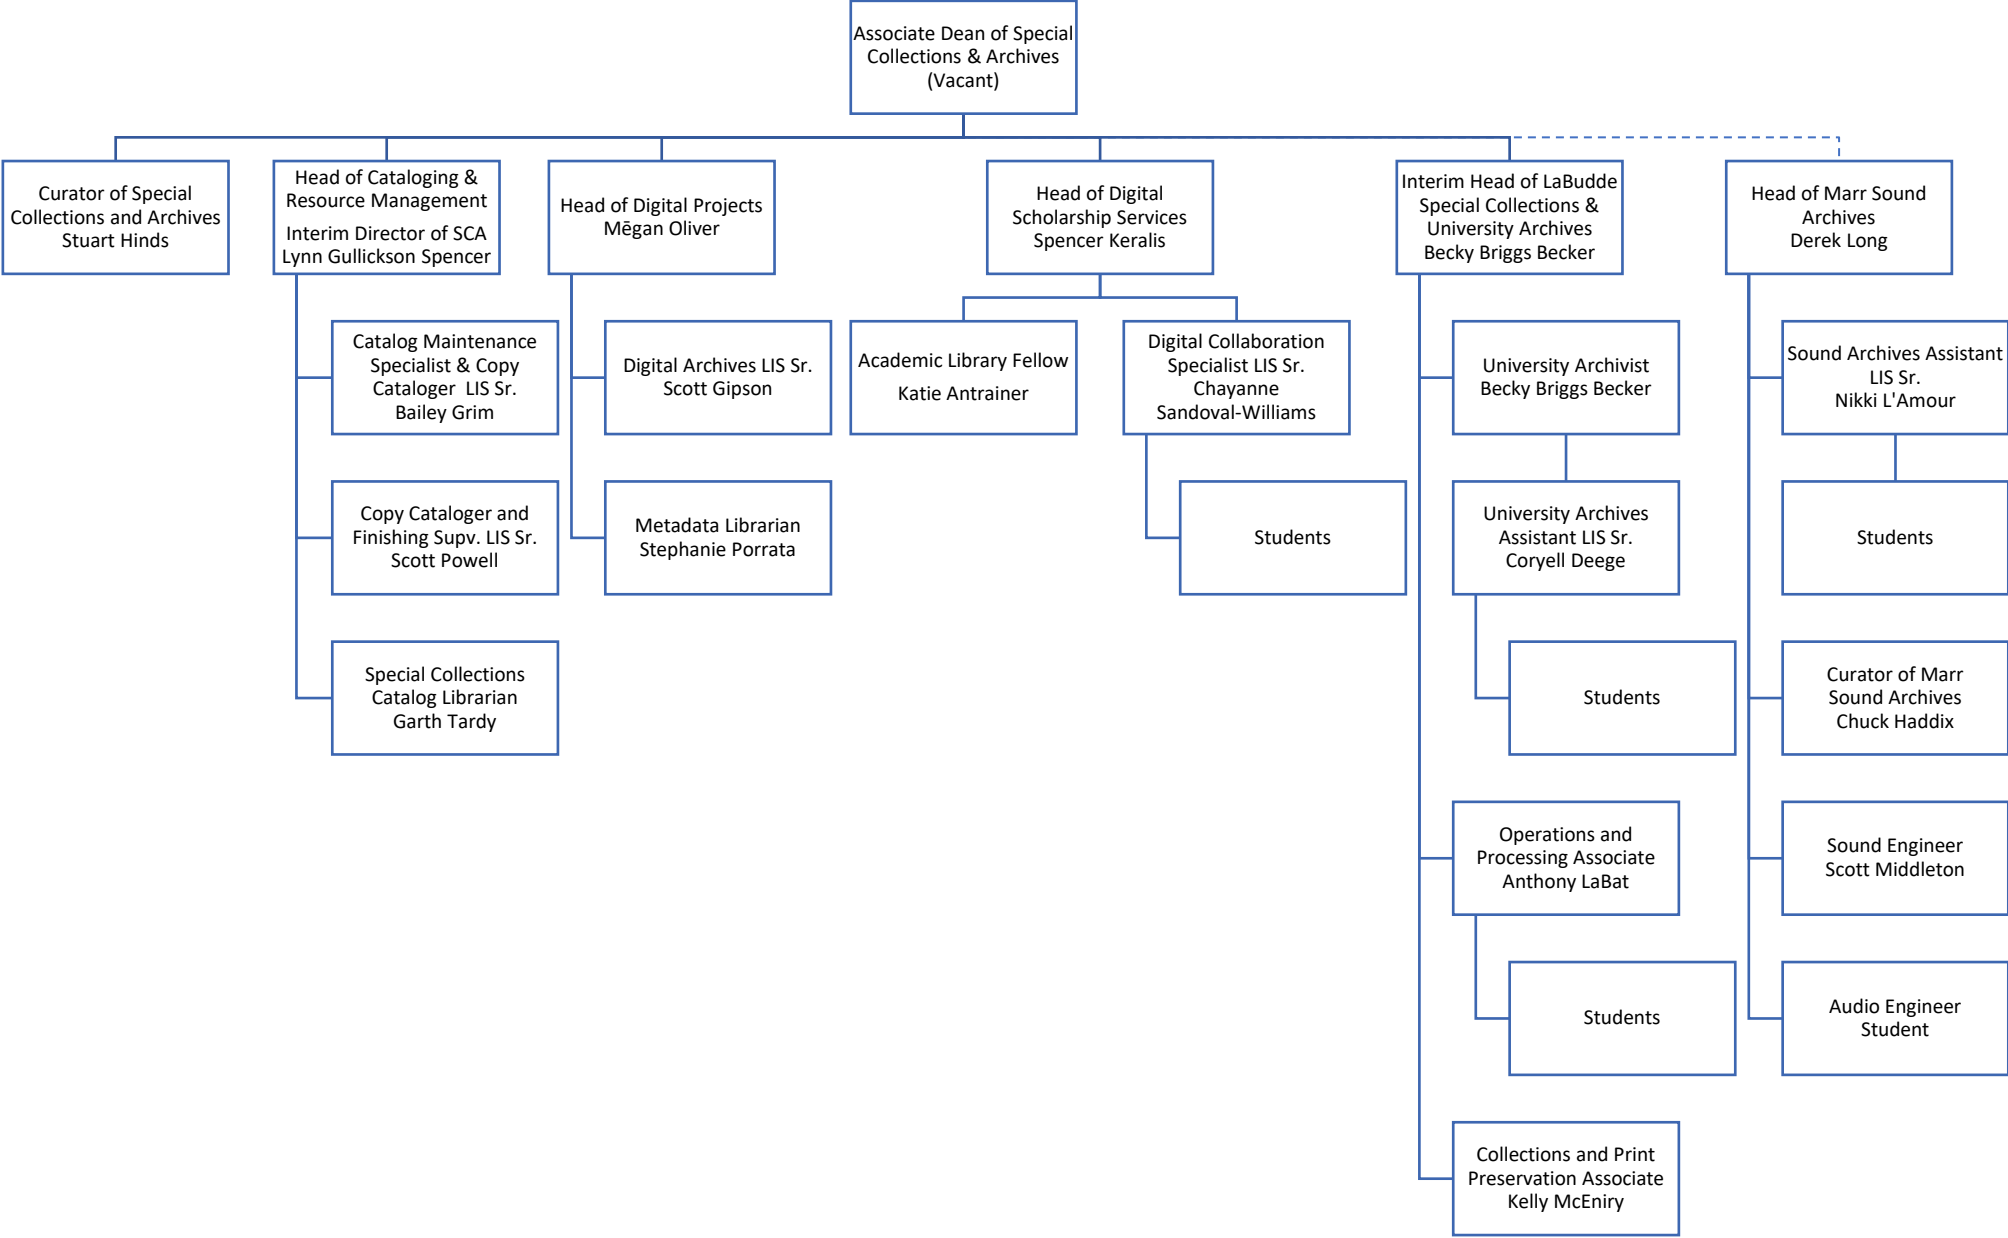 Associate Dean of Special
Collections & Archives
(Vacant)
Curator of Special
Collections and Archives
Stuart Hinds
Head of Cataloging &
Resource Management
Interim Director of SCA
Lynn Gullickson Spencer
Head of Digital Projects
Mēgan Oliver
Head of Digital
Scholarship Services
Spencer Keralis
Interim Head of LaBudde
Special Collections &
University Archives
Becky Briggs Becker
Head of Marr Sound
Archives
Derek Long
Catalog Maintenance
Specialist & Copy
Cataloger LIS Sr.
Bailey Grim
Digital Archives LIS Sr.
Scott Gipson
Academic Library Fellow
Katie Antrainer
Digital Collaboration
Specialist LIS Sr.
Chayanne
Sandoval-Williams
University Archivist
Becky Briggs Becker
Sound Archives Assistant
LIS Sr.
Nikki L'Amour
Copy Cataloger and
Finishing Supv. LIS Sr.
Scott Powell
Metadata Librarian
Stephanie Porrata
Students
University Archives
Assistant LIS Sr.
Coryell Deege
Students
Special Collections
Catalog Librarian
Garth Tardy
Students
Curator of Marr
Sound Archives
Chuck Haddix
Operations and
Processing Associate
Anthony LaBat
Sound Engineer
Scott Middleton
Students
Audio Engineer
Student
Collections and Print
Preservation Associate
Kelly McEniry